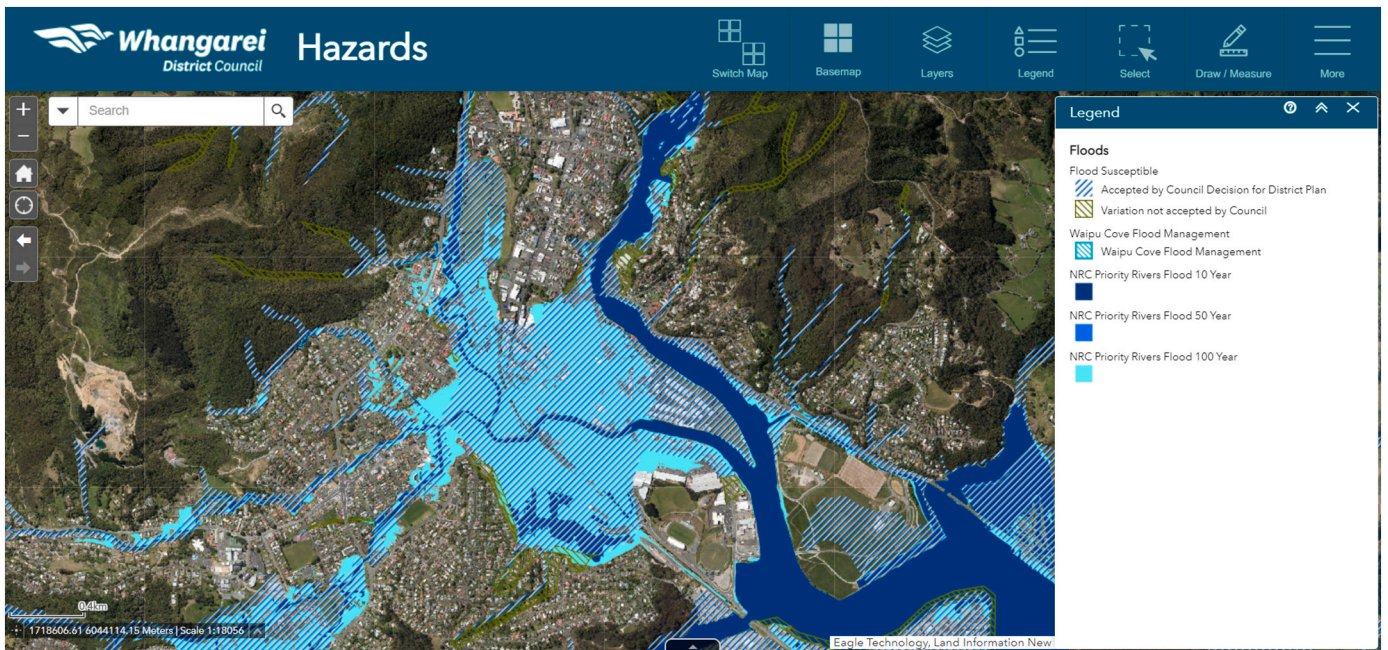 Whangarei
District Council
Hazards
Switch Map
Basemap
Layers
Legend
Select
Draw / Measure
More
+
Search
−
Legend
Floods
Flood Susceptible
Accepted by Council Decision for District Plan
Variation not accepted by Council
Waipu Cove Flood Management
Waipu Cove Flood Management
NRC Priority Rivers Flood 10 Year
NRC Priority Rivers Flood 50 Year
NRC Priority Rivers Flood 100 Year
0.4km
1718606.61 6044114.15 Meters | Scale 1:18056
Eagle Technology, Land Information New